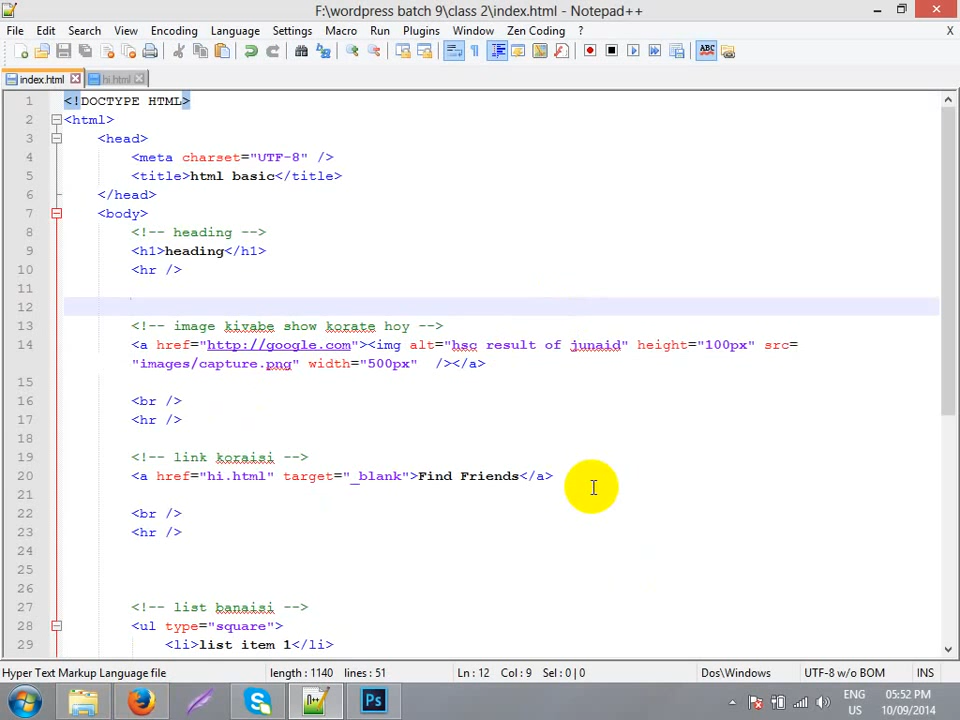 F:\wordpress batch 9\class 2\index.html - Notepad++
X
File Edit Search View Encoding Language Settings Macro Run Plugins Window Zen Coding ? X
index.html hi.html
1 <!DOCTYPE HTML>
2 <html>
3 <head>
4 <meta charset="UTF-8" />
5 <title>html basic</title>
6 </head>
7 <body>
8 <!-- heading -->
9 <h1>heading</h1>
10 <hr />
11
12
13 <!-- image kivabe show korate hoy -->
14 <a href="http://google.com"><img alt="hsc result of junaid" height="100px" src=
"images/capture.png" width="500px" /></a>
15
16 <br />
17 <hr />
18
19 <!-- link koraisi -->
20 <a href="hi.html" target="_blank">Find Friends</a>
21
22 <br />
23 <hr />
24
25
26
27 <!-- list banaisi -->
28 <ul type="square">
29 <li>list item 1</li>
Hyper Text Markup Language file length : 1140 lines : 51 Ln : 12 Col : 9 Sel : 0 | 0 Dos\Windows UTF-8 w/o BOM INS
ENG 05:52 PM
US 10/09/2014